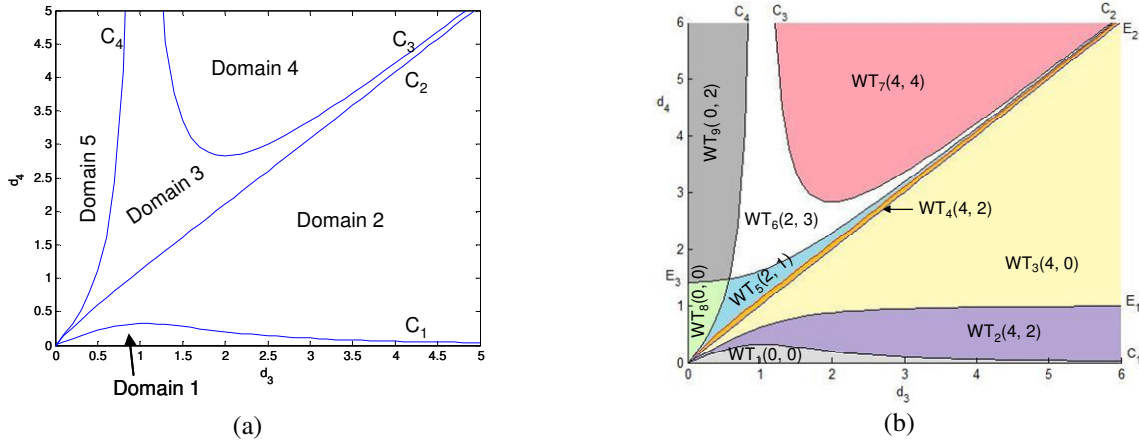 5
4.5
4
3.5
3
2.5
2
1.5
1
0.5
0
d4
0 0.5 1 1.5 2 2.5 3 3.5 4 4.5 5
d3
C4
Domain 4
C3
C2
Domain 5
Domain 3
Domain 2
C1
Domain 1
(a)
C4 C3 C2
E2
6
5
4
3
2
1
0
d4
E3
0 1 2 3 4 5 6
d3
WT9( 0, 2)
WT7(4, 4)
WT6(2, 3)
WT4(4, 2)
WT8(0, 0)
WT5(2, 1)
WT3(4, 0)
E1
WT2(4, 2)
WT1(0, 0)
C1
(b)